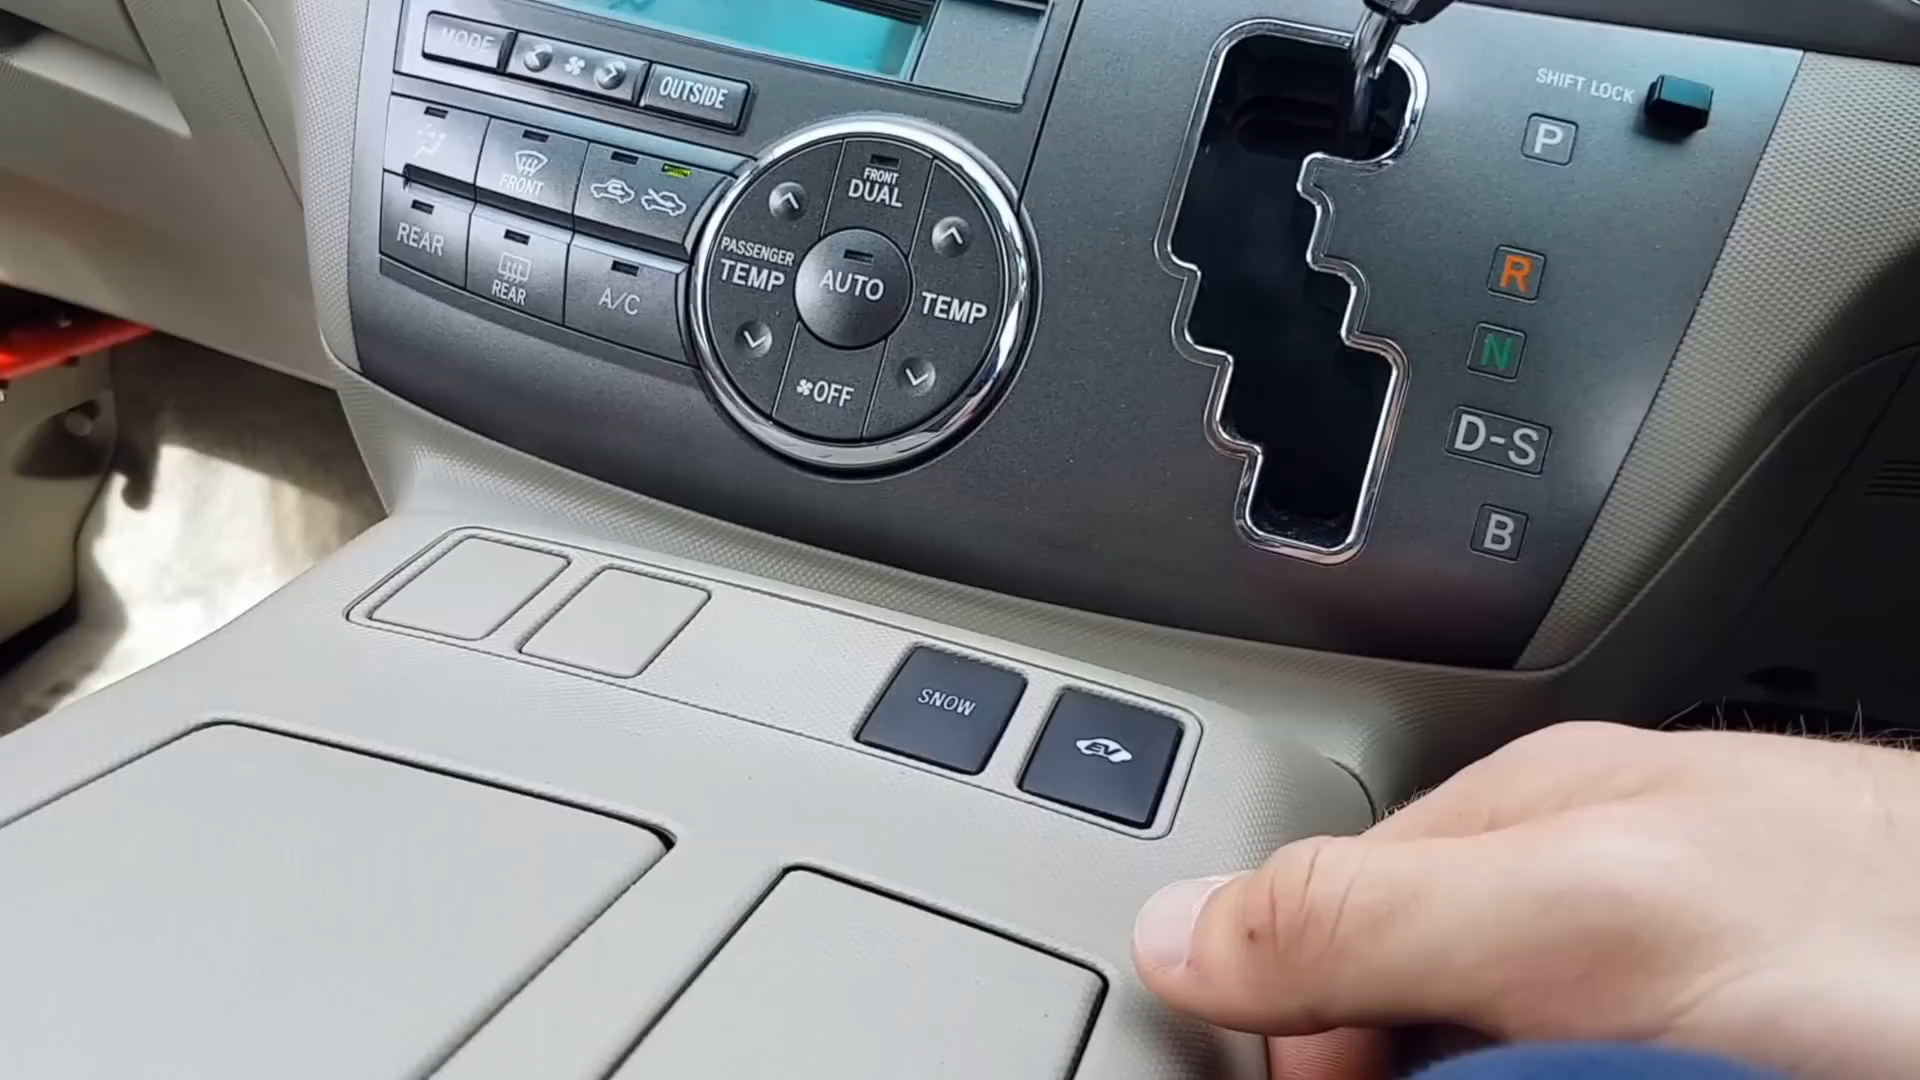 MODE
OUTSIDE
SHIFT LOCK
P
FRONT
FRONT
DUAL
REAR
REAR
A/C
PASSENGER
TEMP
AUTO
TEMP
OFF
R
N
D-S
B
SNOW
EV